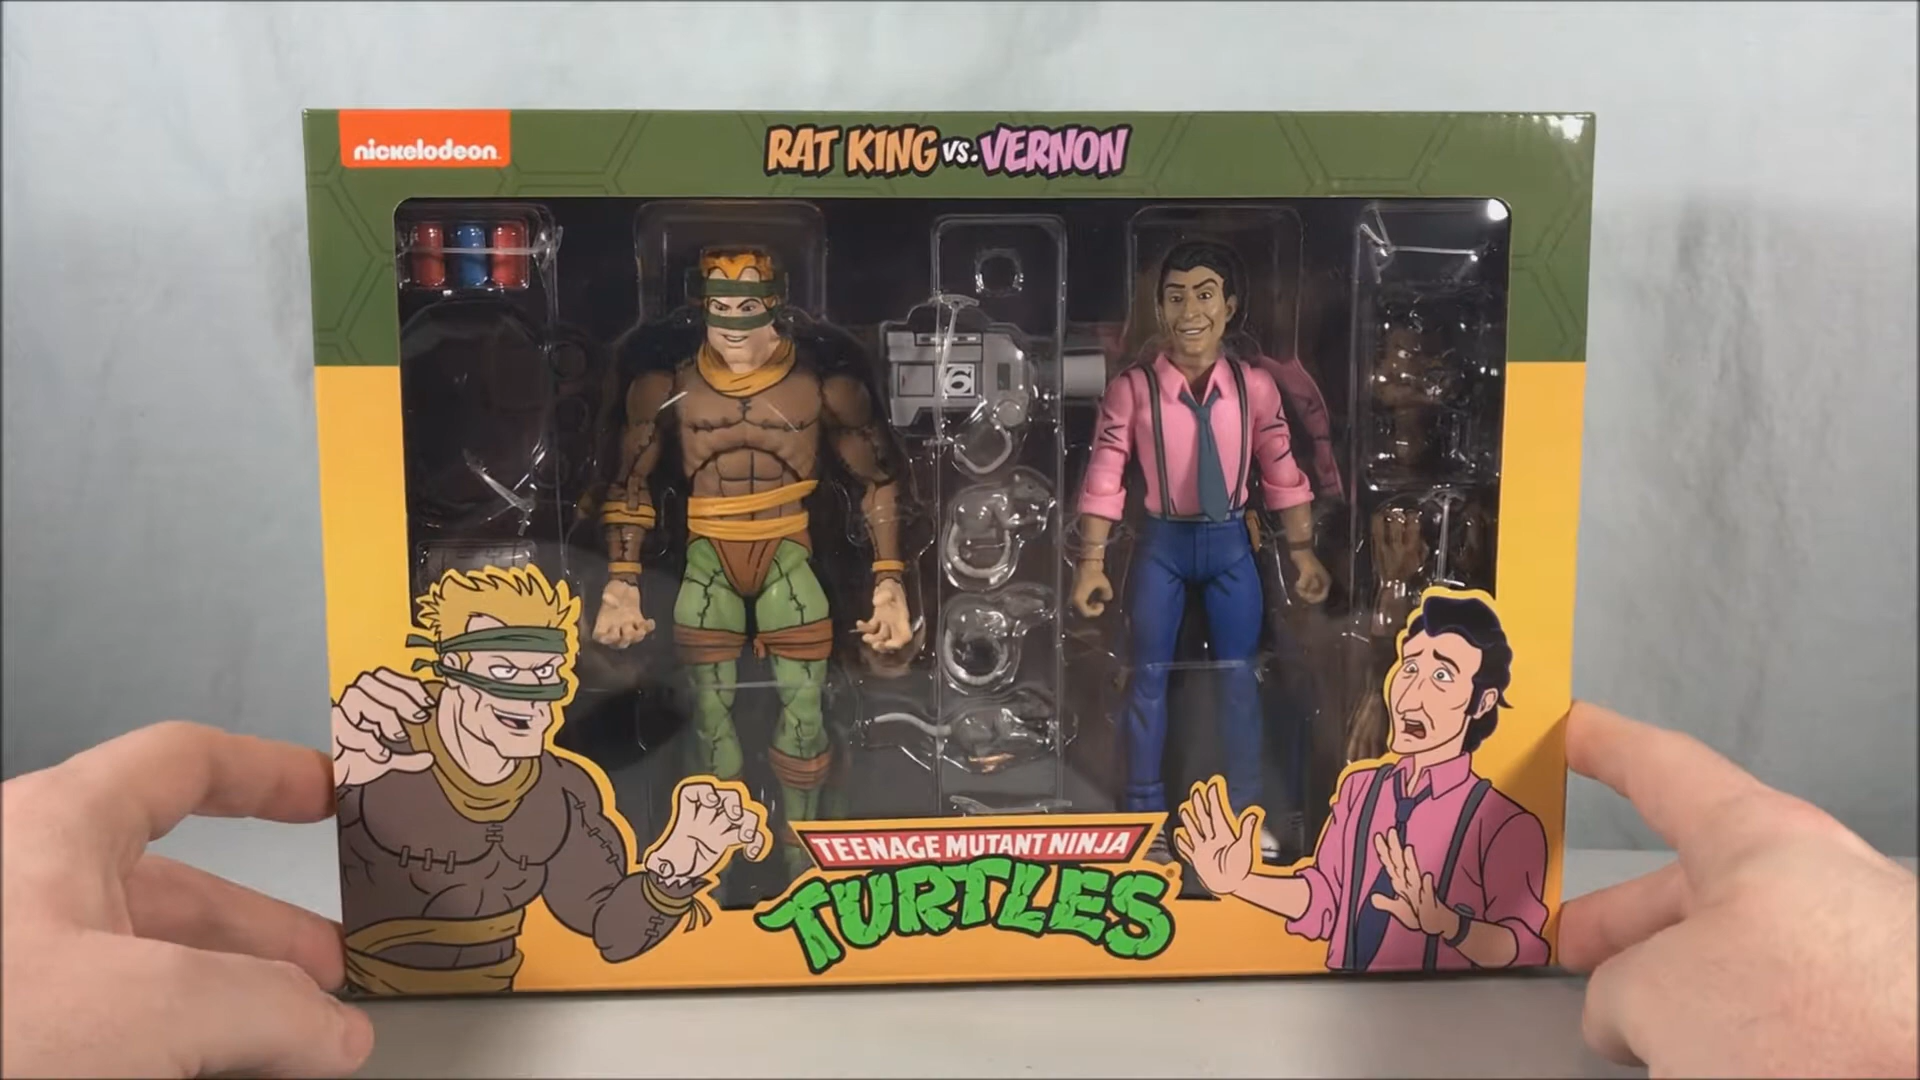 nickelodeon
RAT KING vs. VERNON
6
TEENAGE MUTANT NINJA
TURTLES